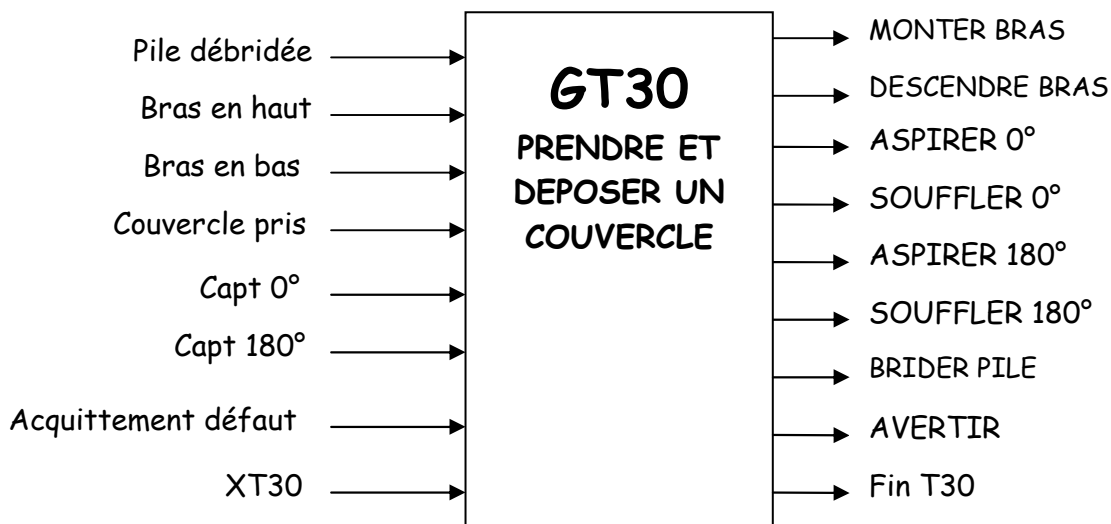 Pile débridée
Bras en haut
Bras en bas
Couvercle pris
Capt 0°
Capt 180°
Acquittement défaut
XT30
GT30
PRENDRE ET
DEPOSER UN
COUVERCLE
MONTER BRAS
DESCENDRE BRAS
ASPIRER 0°
SOUFFLER 0°
ASPIRER 180°
SOUFFLER 180°
BRIDER PILE
AVERTIR
Fin T30